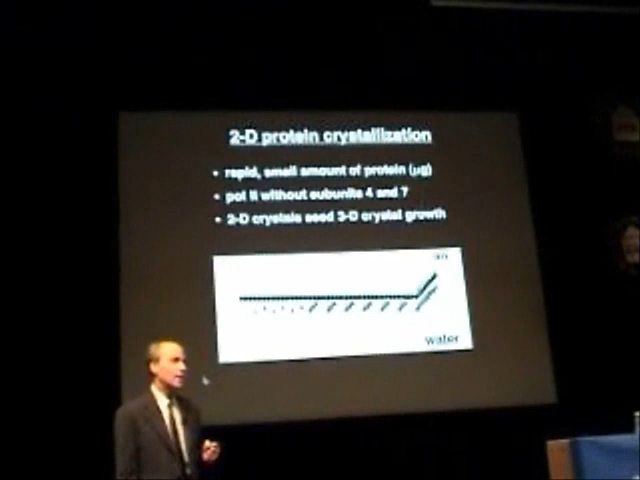 2-D protein crystallization
• rapid, small amount of protein (µg)
• pol II without subunits 4 and 7
• 2-D crystals seed 3-D crystal growth
air
water